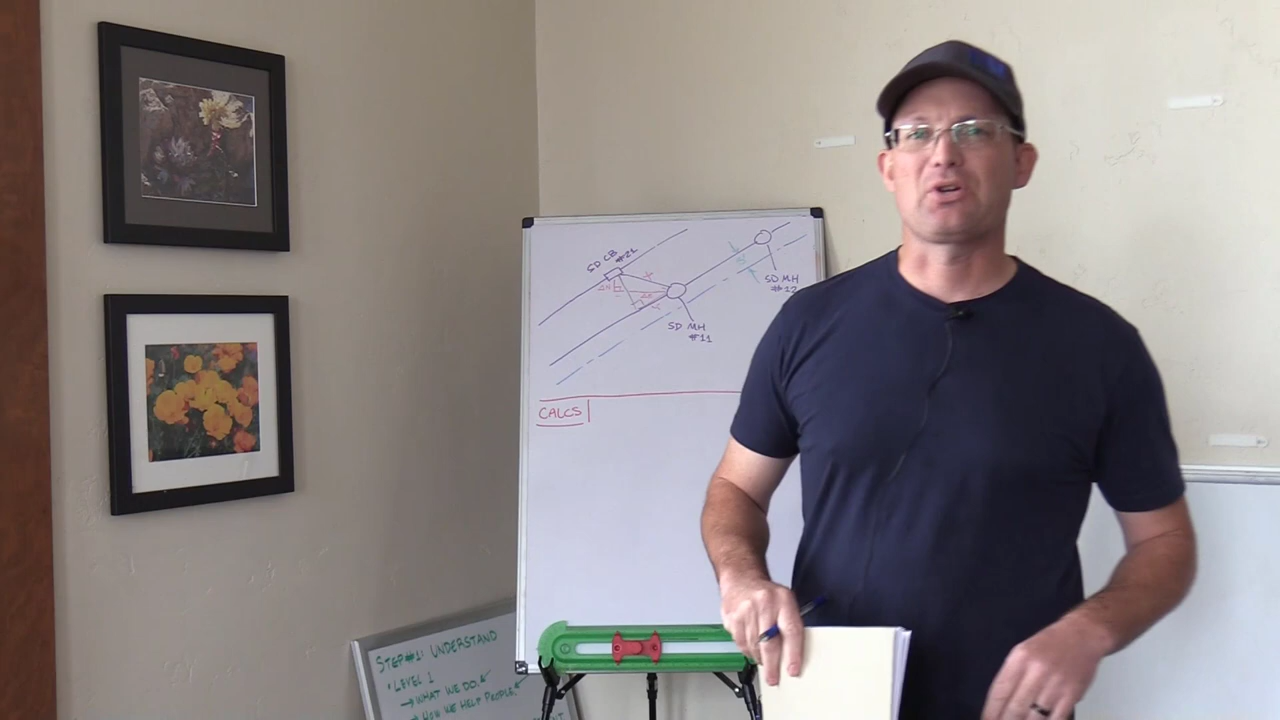 SD CB
#21
SD MH
#12
SD MH
#11
CALCS
STEP #1: UNDERSTAND
• LEVEL 1
→ WHAT WE DO ✓
→ HOW WE HELP PEOPLE ✓